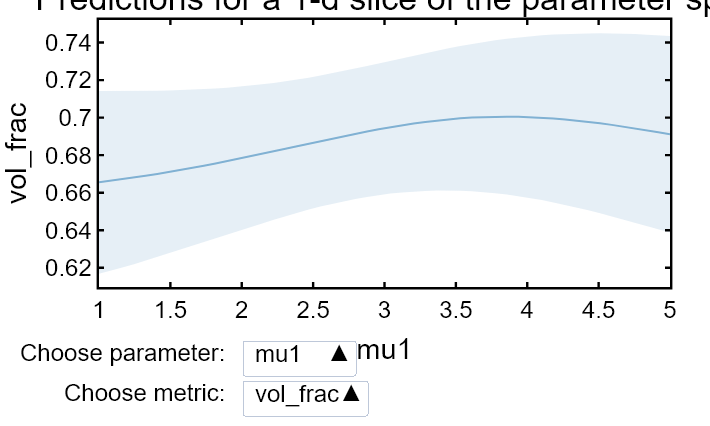 Predictions for a 1-d slice of the parameter sp
0.74
0.72
0.7
0.68
0.66
0.64
0.62
vol_frac
1 1.5 2 2.5 3 3.5 4 4.5 5
mu1
Choose parameter: mu1 ▲
Choose metric: vol_frac ▲